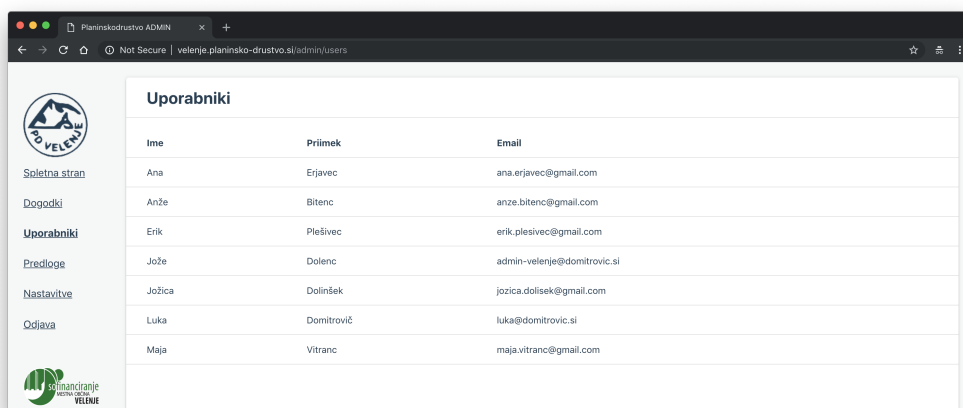 Planinskodrustvo ADMIN
Not Secure | velenje.planinsko-drustvo.si/admin/users
PD VELENJE
Spletna stran
Dogodki
Uporabniki
Predloge
Nastavitve
Odjava
sofinanciranje
MESTNA OBČINA
VELENJE
Uporabniki
Ime Priimek Email
Ana Erjavec ana.erjavec@gmail.com
Anže Bitenc anze.bitenc@gmail.com
Erik Plešivec erik.plesivec@gmail.com
Jože Dolenc admin-velenje@domitrovic.si
Jožica Dolinšek jozica.dolisek@gmail.com
Luka Domitrovič luka@domitrovic.si
Maja Vitranc maja.vitranc@gmail.com